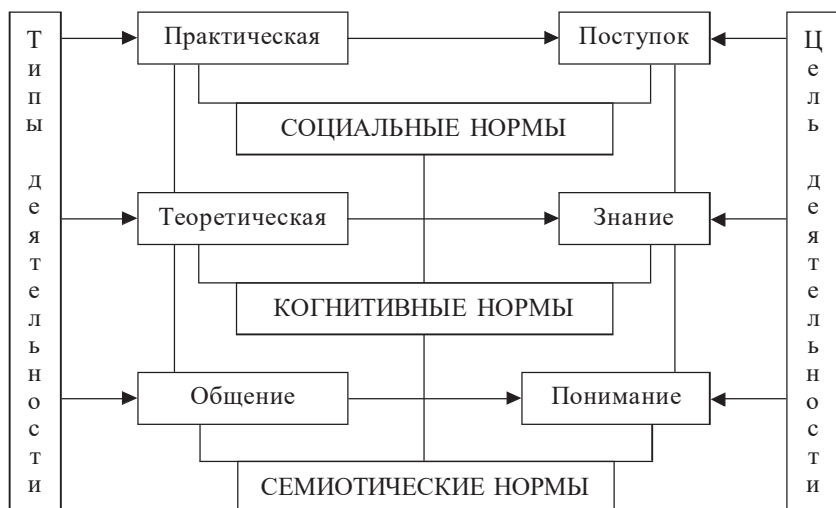 Типы деятельности
Практическая
Поступок
Цель деятельности
СОЦИАЛЬНЫЕ НОРМЫ
Теоретическая
Знание
КОГНИТИВНЫЕ НОРМЫ
Общение
Понимание
СЕМИОТИЧЕСКИЕ НОРМЫ